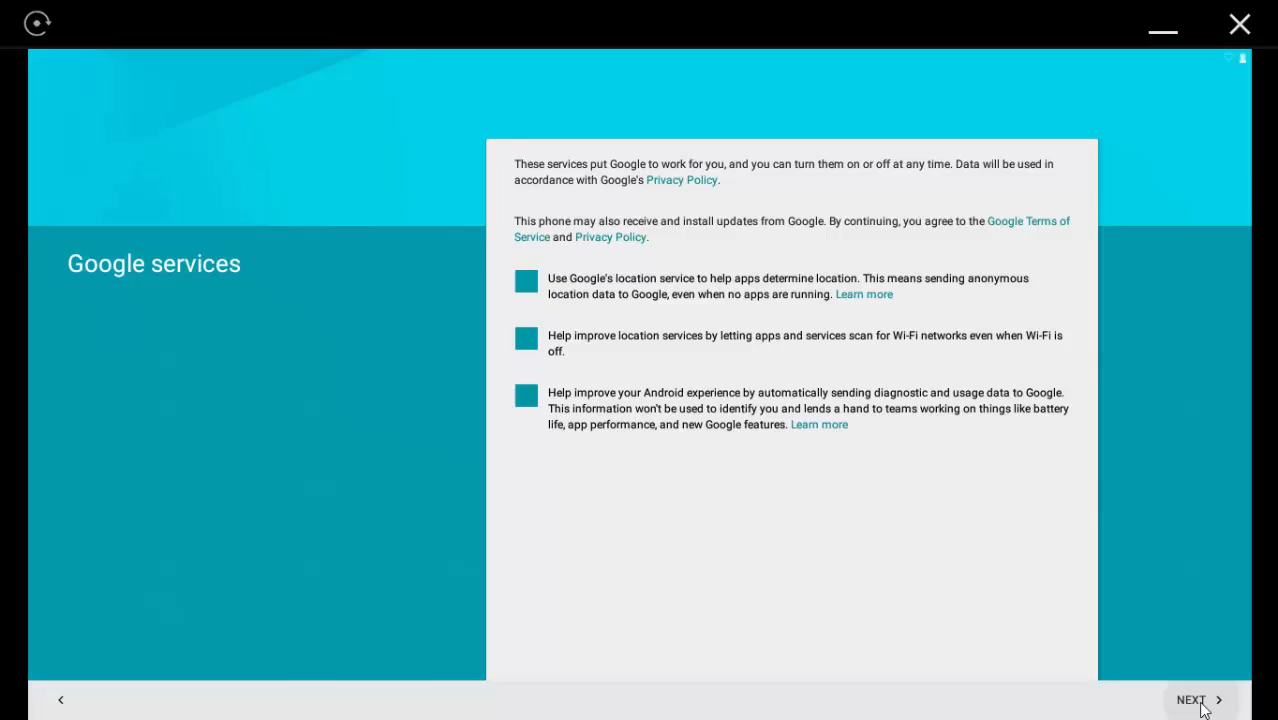 These services put Google to work for you, and you can turn them on or off at any time. Data will be used in
accordance with Google's Privacy Policy.
This phone may also receive and install updates from Google. By continuing, you agree to the Google Terms of
Service and Privacy Policy.
Google services
Use Google's location service to help apps determine location. This means sending anonymous
location data to Google, even when no apps are running. Learn more
Help improve location services by letting apps and services scan for Wi-Fi networks even when Wi-Fi is
off.
Help improve your Android experience by automatically sending diagnostic and usage data to Google.
This information won't be used to identify you and lends a hand to teams working on things like battery
life, app performance, and new Google features. Learn more
NEXT